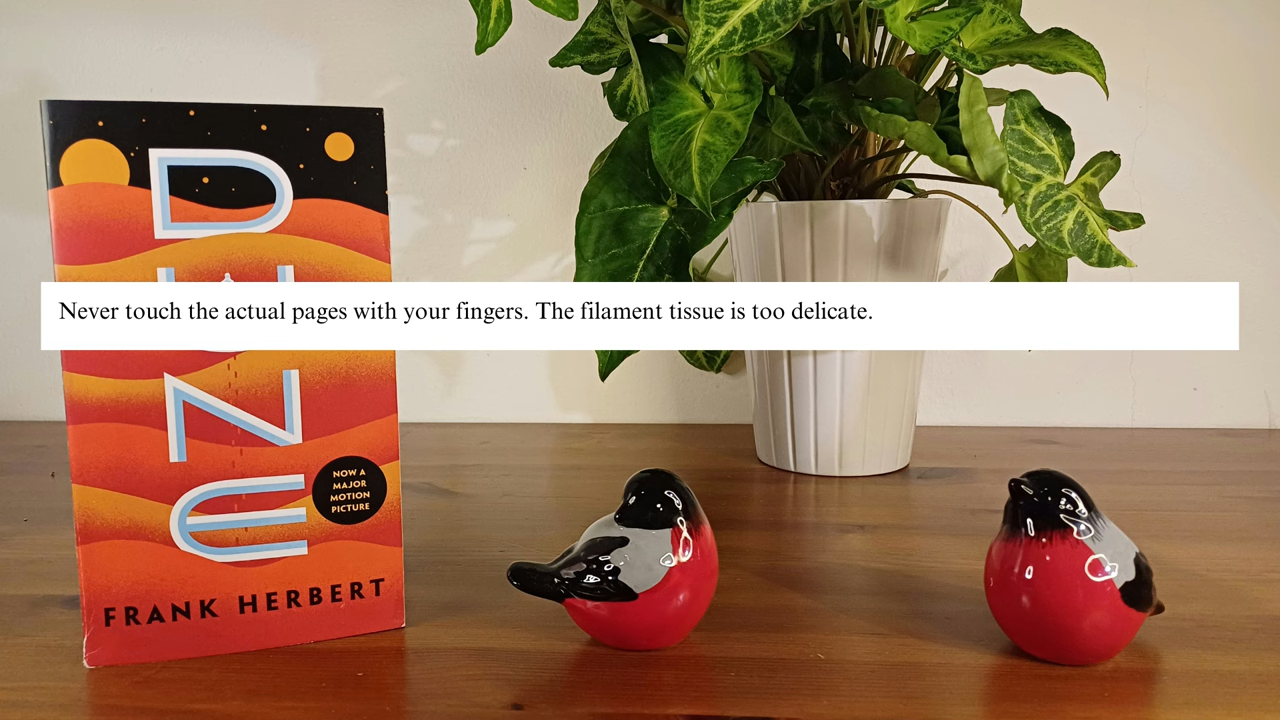 DUNE
Never touch the actual pages with your fingers. The filament tissue is too delicate.
NOW A
MAJOR
MOTION
PICTURE
FRANK HERBERT